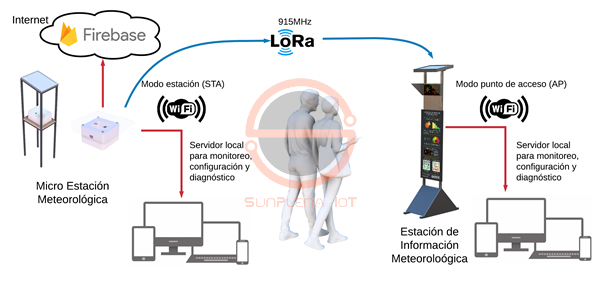 Internet
Firebase
915MHz
LoRa
Modo estación (STA)
WiFi
Modo punto de acceso (AP)
WiFi
Servidor local
para monitoreo,
configuración y
diagnóstico
Servidor local
para monitoreo,
configuración y
diagnóstico
Micro Estación
Meteorológica
SUNPLENA IOT
Estación de
Información
Meteoroloógica